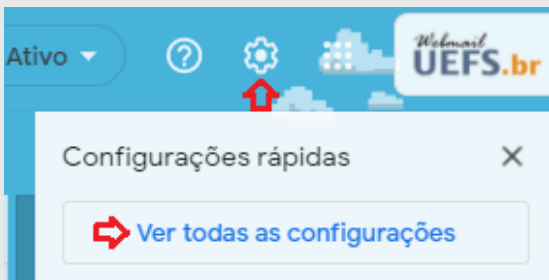 Ativo
Webmail
UEFS.br
Configurações rápidas
Ver todas as configurações